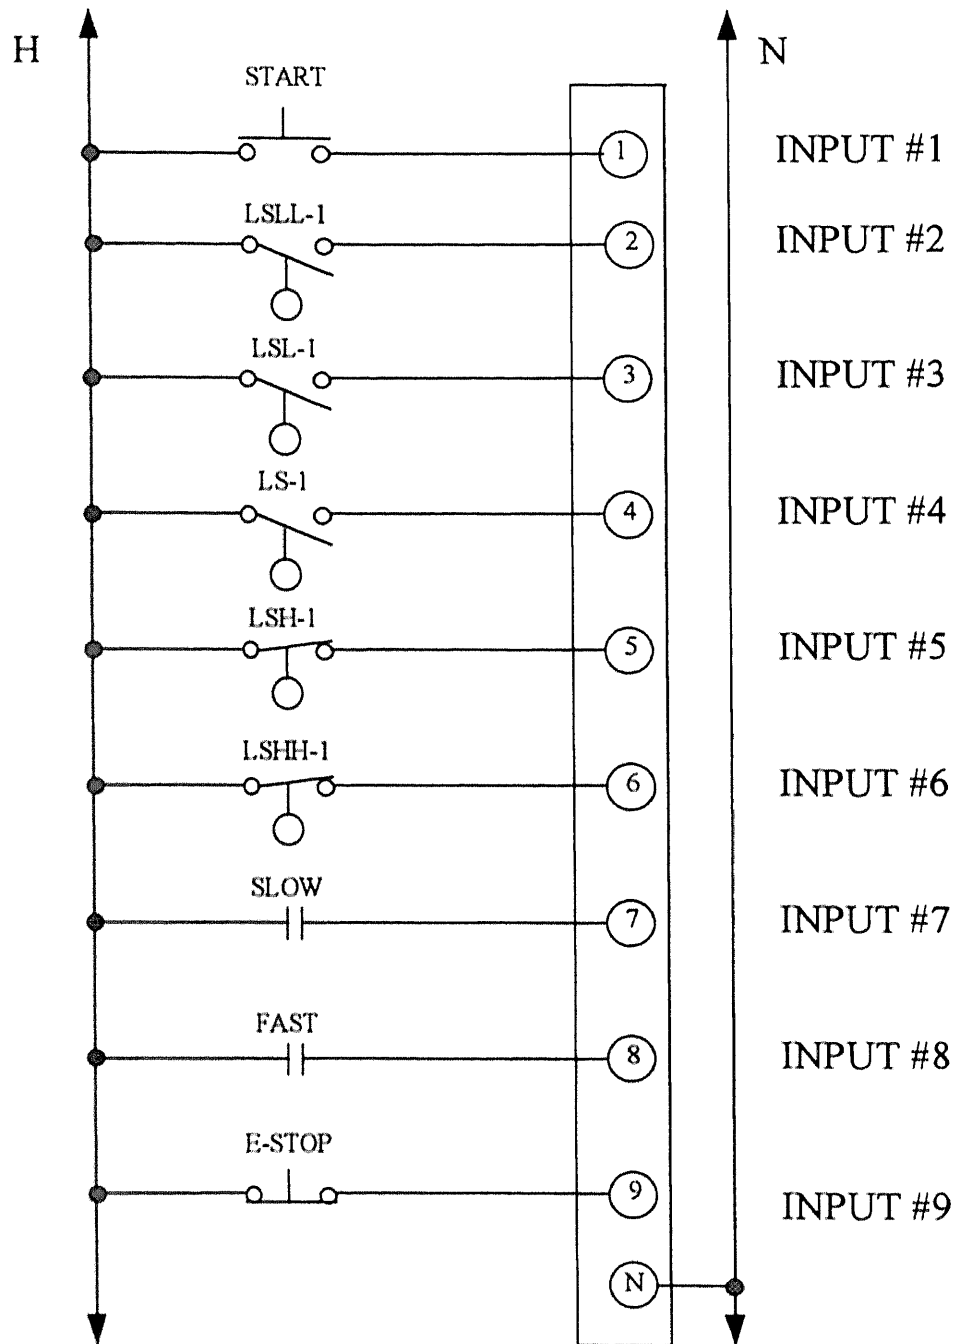 H
N
START
1
INPUT #1
LSLL-1
2
INPUT #2
LSL-1
3
INPUT #3
LS-1
4
INPUT #4
LSH-1
5
INPUT #5
LSHH-1
6
INPUT #6
SLOW
7
INPUT #7
FAST
8
INPUT #8
E-STOP
9
INPUT #9
N